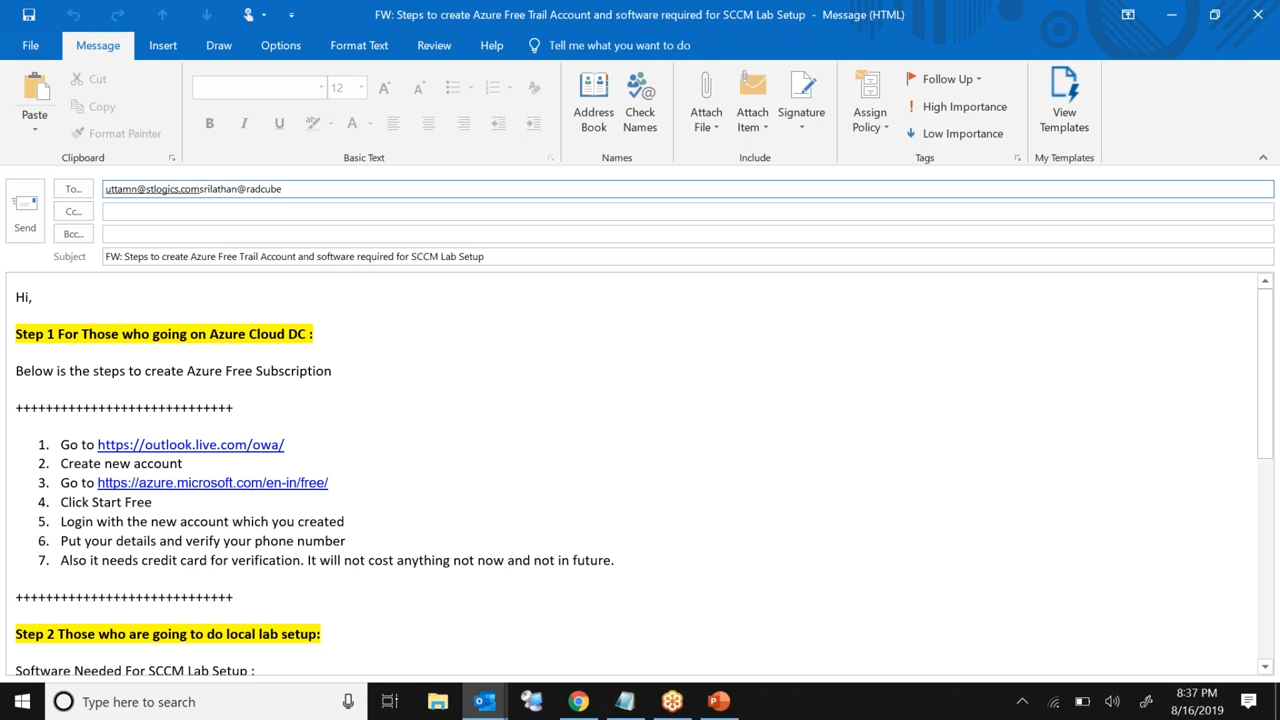 FW: Steps to create Azure Free Trail Account and software required for SCCM Lab Setup - Message (HTML)
File Message Insert Draw Options Format Text Review Help Tell me what you want to do
Paste
Cut
Copy
Format Painter
Clipboard
12
B I U ab A
Basic Text
Address Book
Check Names
Names
Attach File
Attach Item
Signature
Include
Assign Policy
Follow Up
High Importance
Low Importance
Tags
View Templates
My Templates
Send
To... uttamn@stlogics.comsrilathan@radcube
Cc...
Bcc...
Subject FW: Steps to create Azure Free Trail Account and software required for SCCM Lab Setup
Hi,
Step 1 For Those who going on Azure Cloud DC :
Below is the steps to create Azure Free Subscription
+++++++++++++++++++++++++++++
1. Go to https://outlook.live.com/owa/
2. Create new account
3. Go to https://azure.microsoft.com/en-in/free/
4. Click Start Free
5. Login with the new account which you created
6. Put your details and verify your phone number
7. Also it needs credit card for verification. It will not cost anything not now and not in future.
+++++++++++++++++++++++++++++
Step 2 Those who are going to do local lab setup:
Software Needed For SCCM Lab Setup :
Type here to search
8:37 PM
8/16/2019